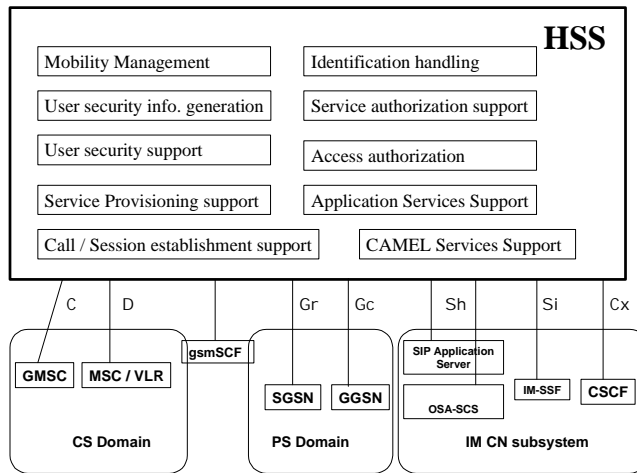 HSS
Mobility Management
Identification handling
User security info. generation
Service authorization support
User security support
Access authorization
Service Provisioning support
Application Services Support
Call / Session establishment support
CAMEL Services Support
C
D
Gr
Gc
Sh
Si
Cx
gsmSCF
SIP Application
Server
GMSC
MSC / VLR
SGSN
GGSN
OSA-SCS
IM-SSF
CSCF
CS Domain
PS Domain
IM CN subsystem